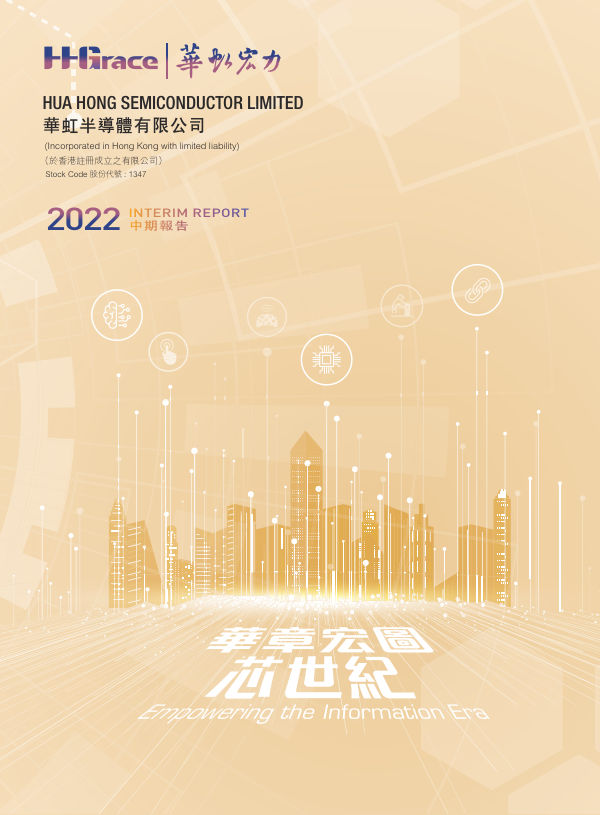 HHGrace 華虹宏力
HUA HONG SEMICONDUCTOR LIMITED
華虹半導體有限公司
(Incorporated in Hong Kong with limited liability)
(於香港註冊成立之有限公司)
Stock Code 股份代號 : 1347
2022 INTERIM REPORT
中期報告
華章宏圖
芯世紀
Empowering the Information Era